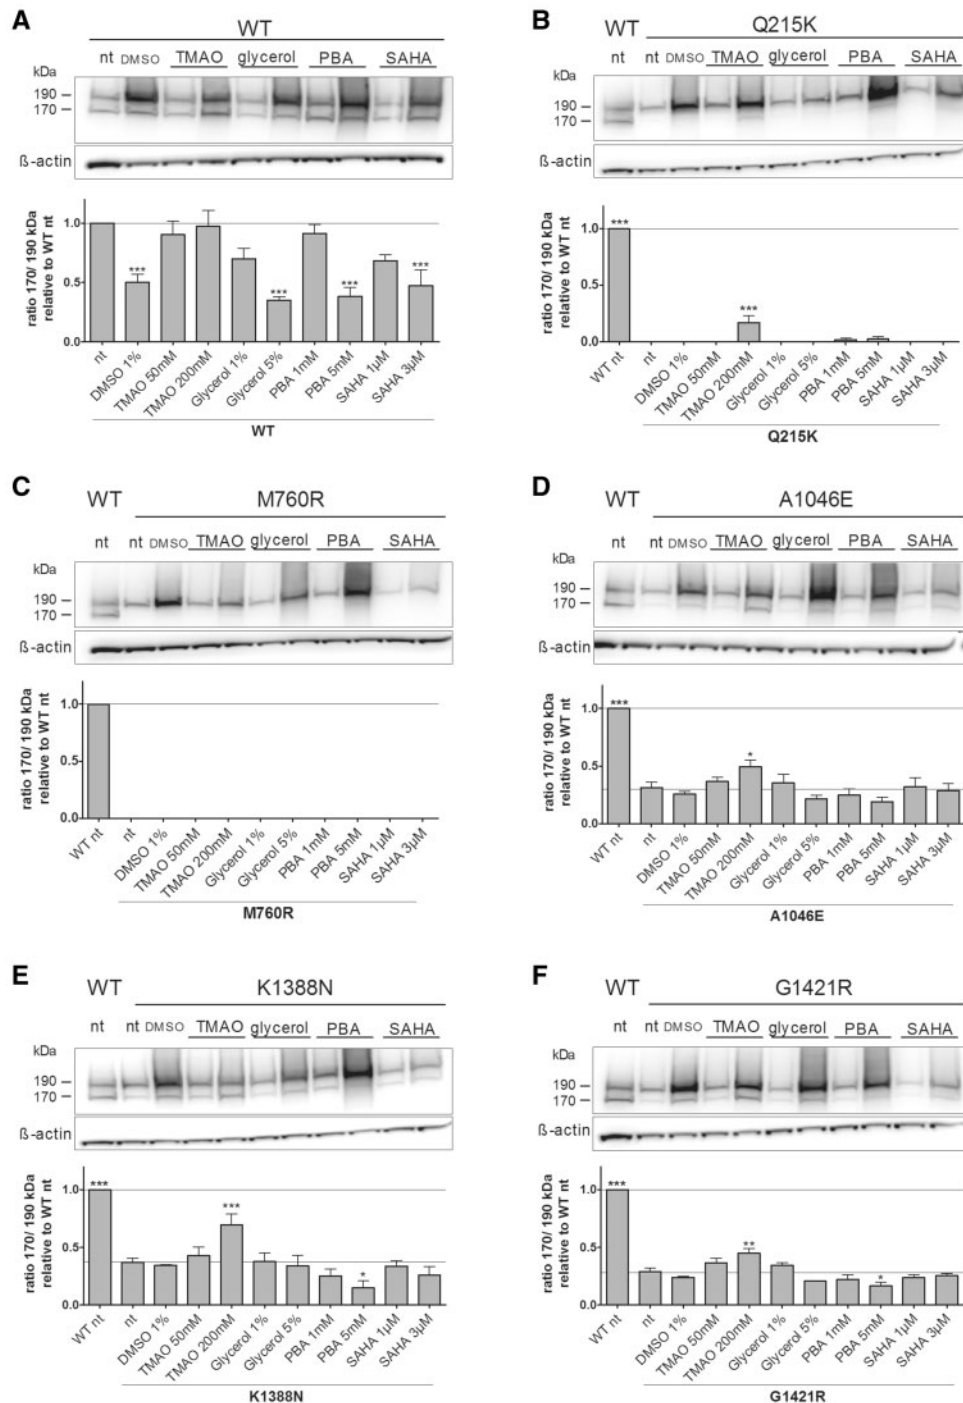 A
WT
nt DMSO TMAO glycerol PBA SAHA
kDa
190
170
ß-actin
ratio 170/ 190 kDa
relative to WT nt
1.0
0.5
0.0
nt
DMSO 1%
TMAO 50mM
TMAO 200mM
Glycerol 1%
Glycerol 5%
PBA 1mM
PBA 5mM
SAHA 1µM
SAHA 3µM
*** *** *** ***
WT
B
WT Q215K
nt nt DMSO TMAO glycerol PBA SAHA
kDa
190
170
ß-actin
ratio 170/ 190 kDa
relative to WT nt
1.0
0.5
0.0
*** ***
WT nt
nt
DMSO 1%
TMAO 50mM
TMAO 200mM
Glycerol 1%
Glycerol 5%
PBA 1mM
PBA 5mM
SAHA 1µM
SAHA 3µM
Q215K
C
WT M760R
nt nt DMSO TMAO glycerol PBA SAHA
kDa
190
170
ß-actin
ratio 170/ 190 kDa
relative to WT nt
1.0
0.5
0.0
WT nt
nt
DMSO 1%
TMAO 50mM
TMAO 200mM
Glycerol 1%
Glycerol 5%
PBA 1mM
PBA 5mM
SAHA 1µM
SAHA 3µM
M760R
D
WT A1046E
nt nt DMSO TMAO glycerol PBA SAHA
kDa
190
170
ß-actin
ratio 170/ 190 kDa
relative to WT nt
1.0
0.5
0.0
*** *
WT nt
nt
DMSO 1%
TMAO 50mM
TMAO 200mM
Glycerol 1%
Glycerol 5%
PBA 1mM
PBA 5mM
SAHA 1µM
SAHA 3µM
A1046E
E
WT K1388N
nt nt DMSO TMAO glycerol PBA SAHA
kDa
190
170
ß-actin
ratio 170/ 190 kDa
relative to WT nt
1.0
0.5
0.0
*** *** *
WT nt
nt
DMSO 1%
TMAO 50mM
TMAO 200mM
Glycerol 1%
Glycerol 5%
PBA 1mM
PBA 5mM
SAHA 1µM
SAHA 3µM
K1388N
F
WT G1421R
nt nt DMSO TMAO glycerol PBA SAHA
kDa
190
170
ß-actin
ratio 170/ 190 kDa
relative to WT nt
1.0
0.5
0.0
*** ** *
WT nt
nt
DMSO 1%
TMAO 50mM
TMAO 200mM
Glycerol 1%
Glycerol 5%
PBA 1mM
PBA 5mM
SAHA 1µM
SAHA 3µM
G1421R